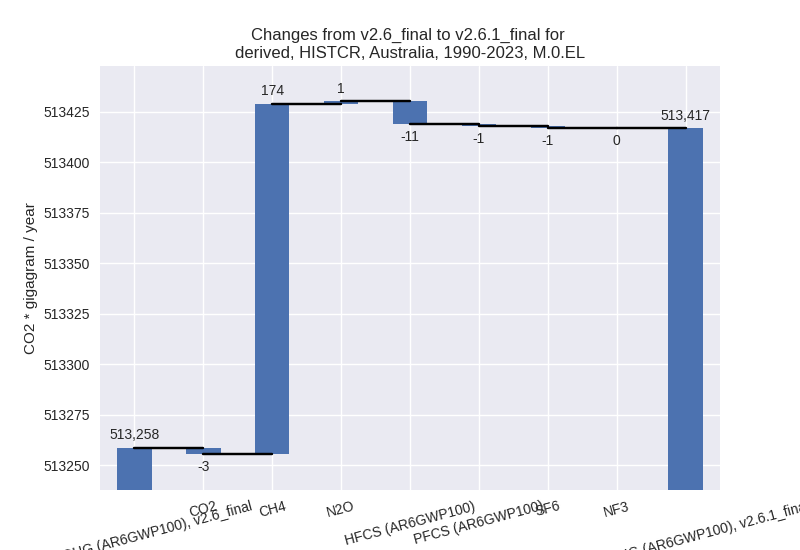 Changes from v2.6_final to v2.6.1_final for
derived, HISTCR, Australia, 1990-2023, M.0.EL
CO2 * gigagram / year
513425
513400
513375
513350
513325
513300
513275
513250
513,258
-3
174
1
-11
-1
-1
0
513,417
(AR6GWP100), v2.6_final
CO2
CH4
N2O
HFCS (AR6GWP100)
PFCS (AR6GWP100)
SF6
NF3
(AR6GWP100), v2.6.1_fina